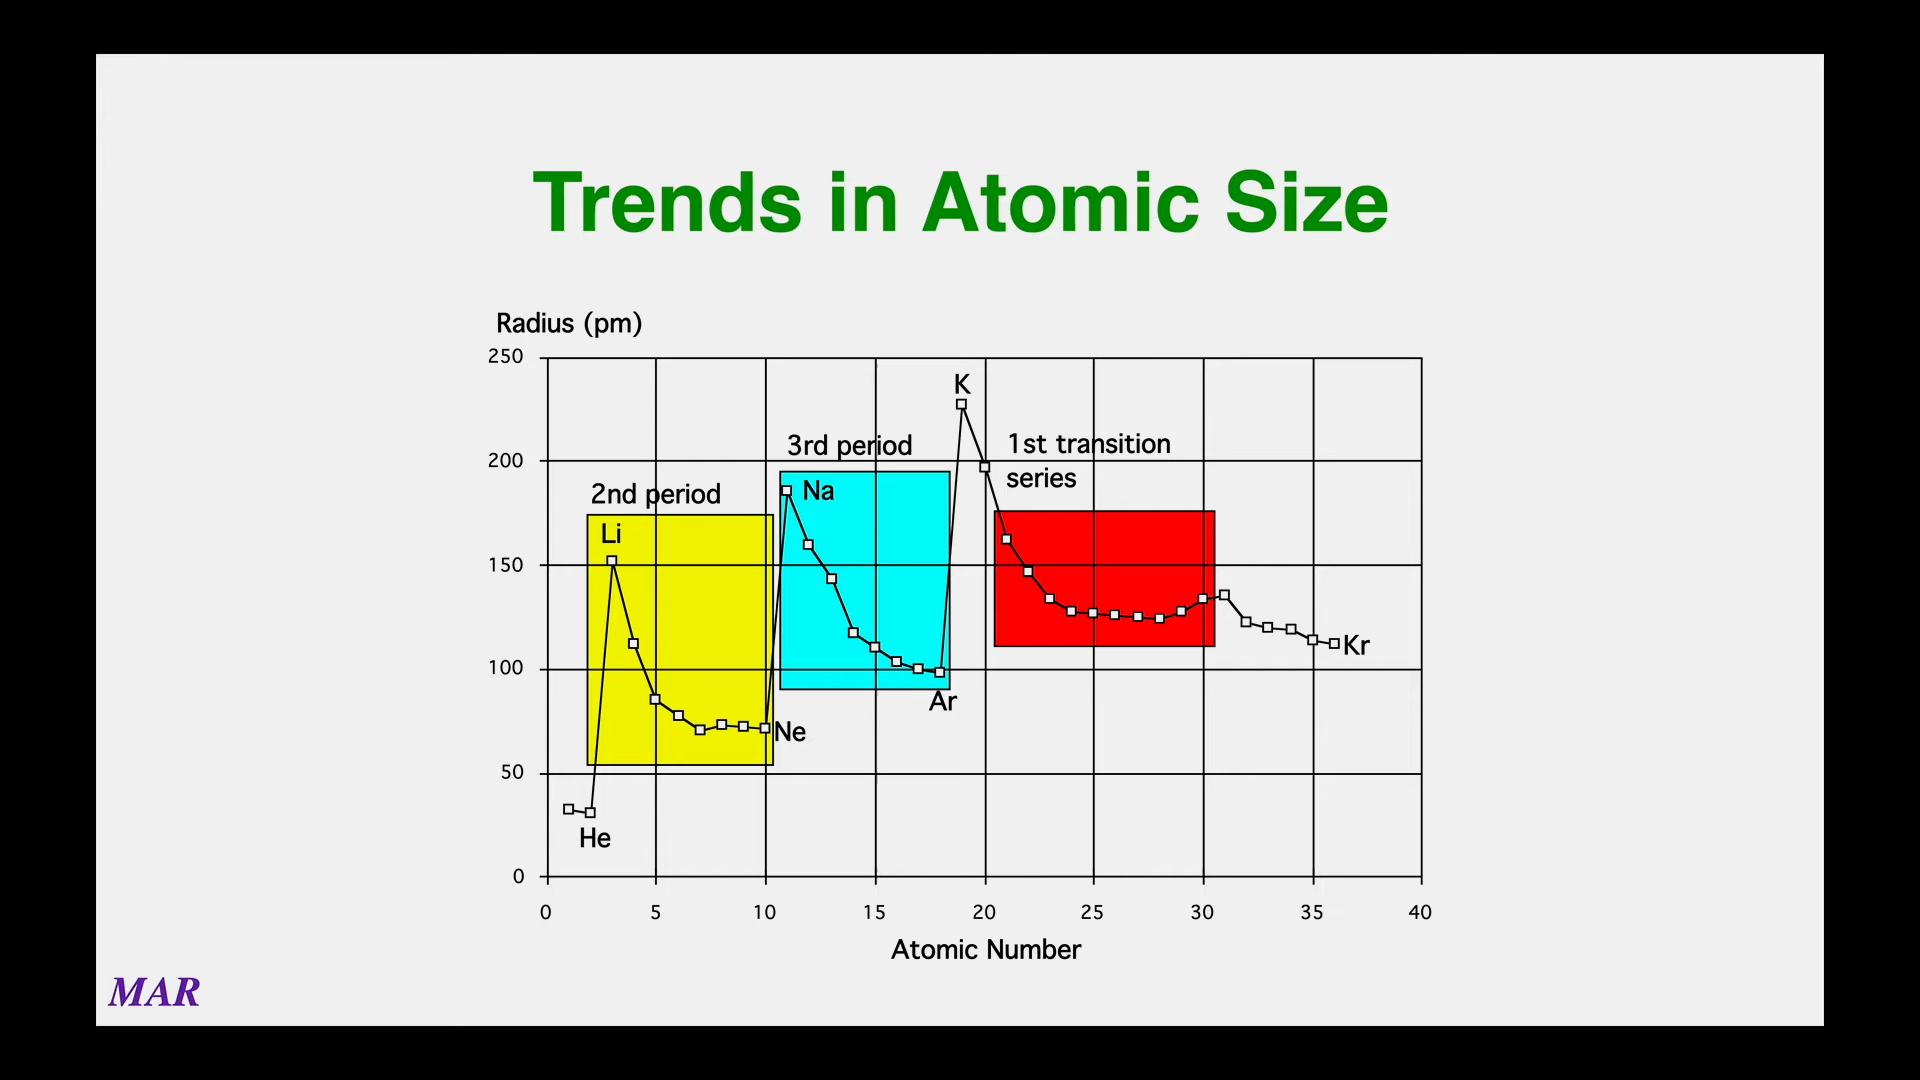 Trends in Atomic Size
Radius (pm)
250
K
3rd period
1st transition
series
200
2nd period
Na
Li
150
100
Kr
Ar
Ne
50
He
0
0 5 10 15 20 25 30 35 40
Atomic Number
MAR